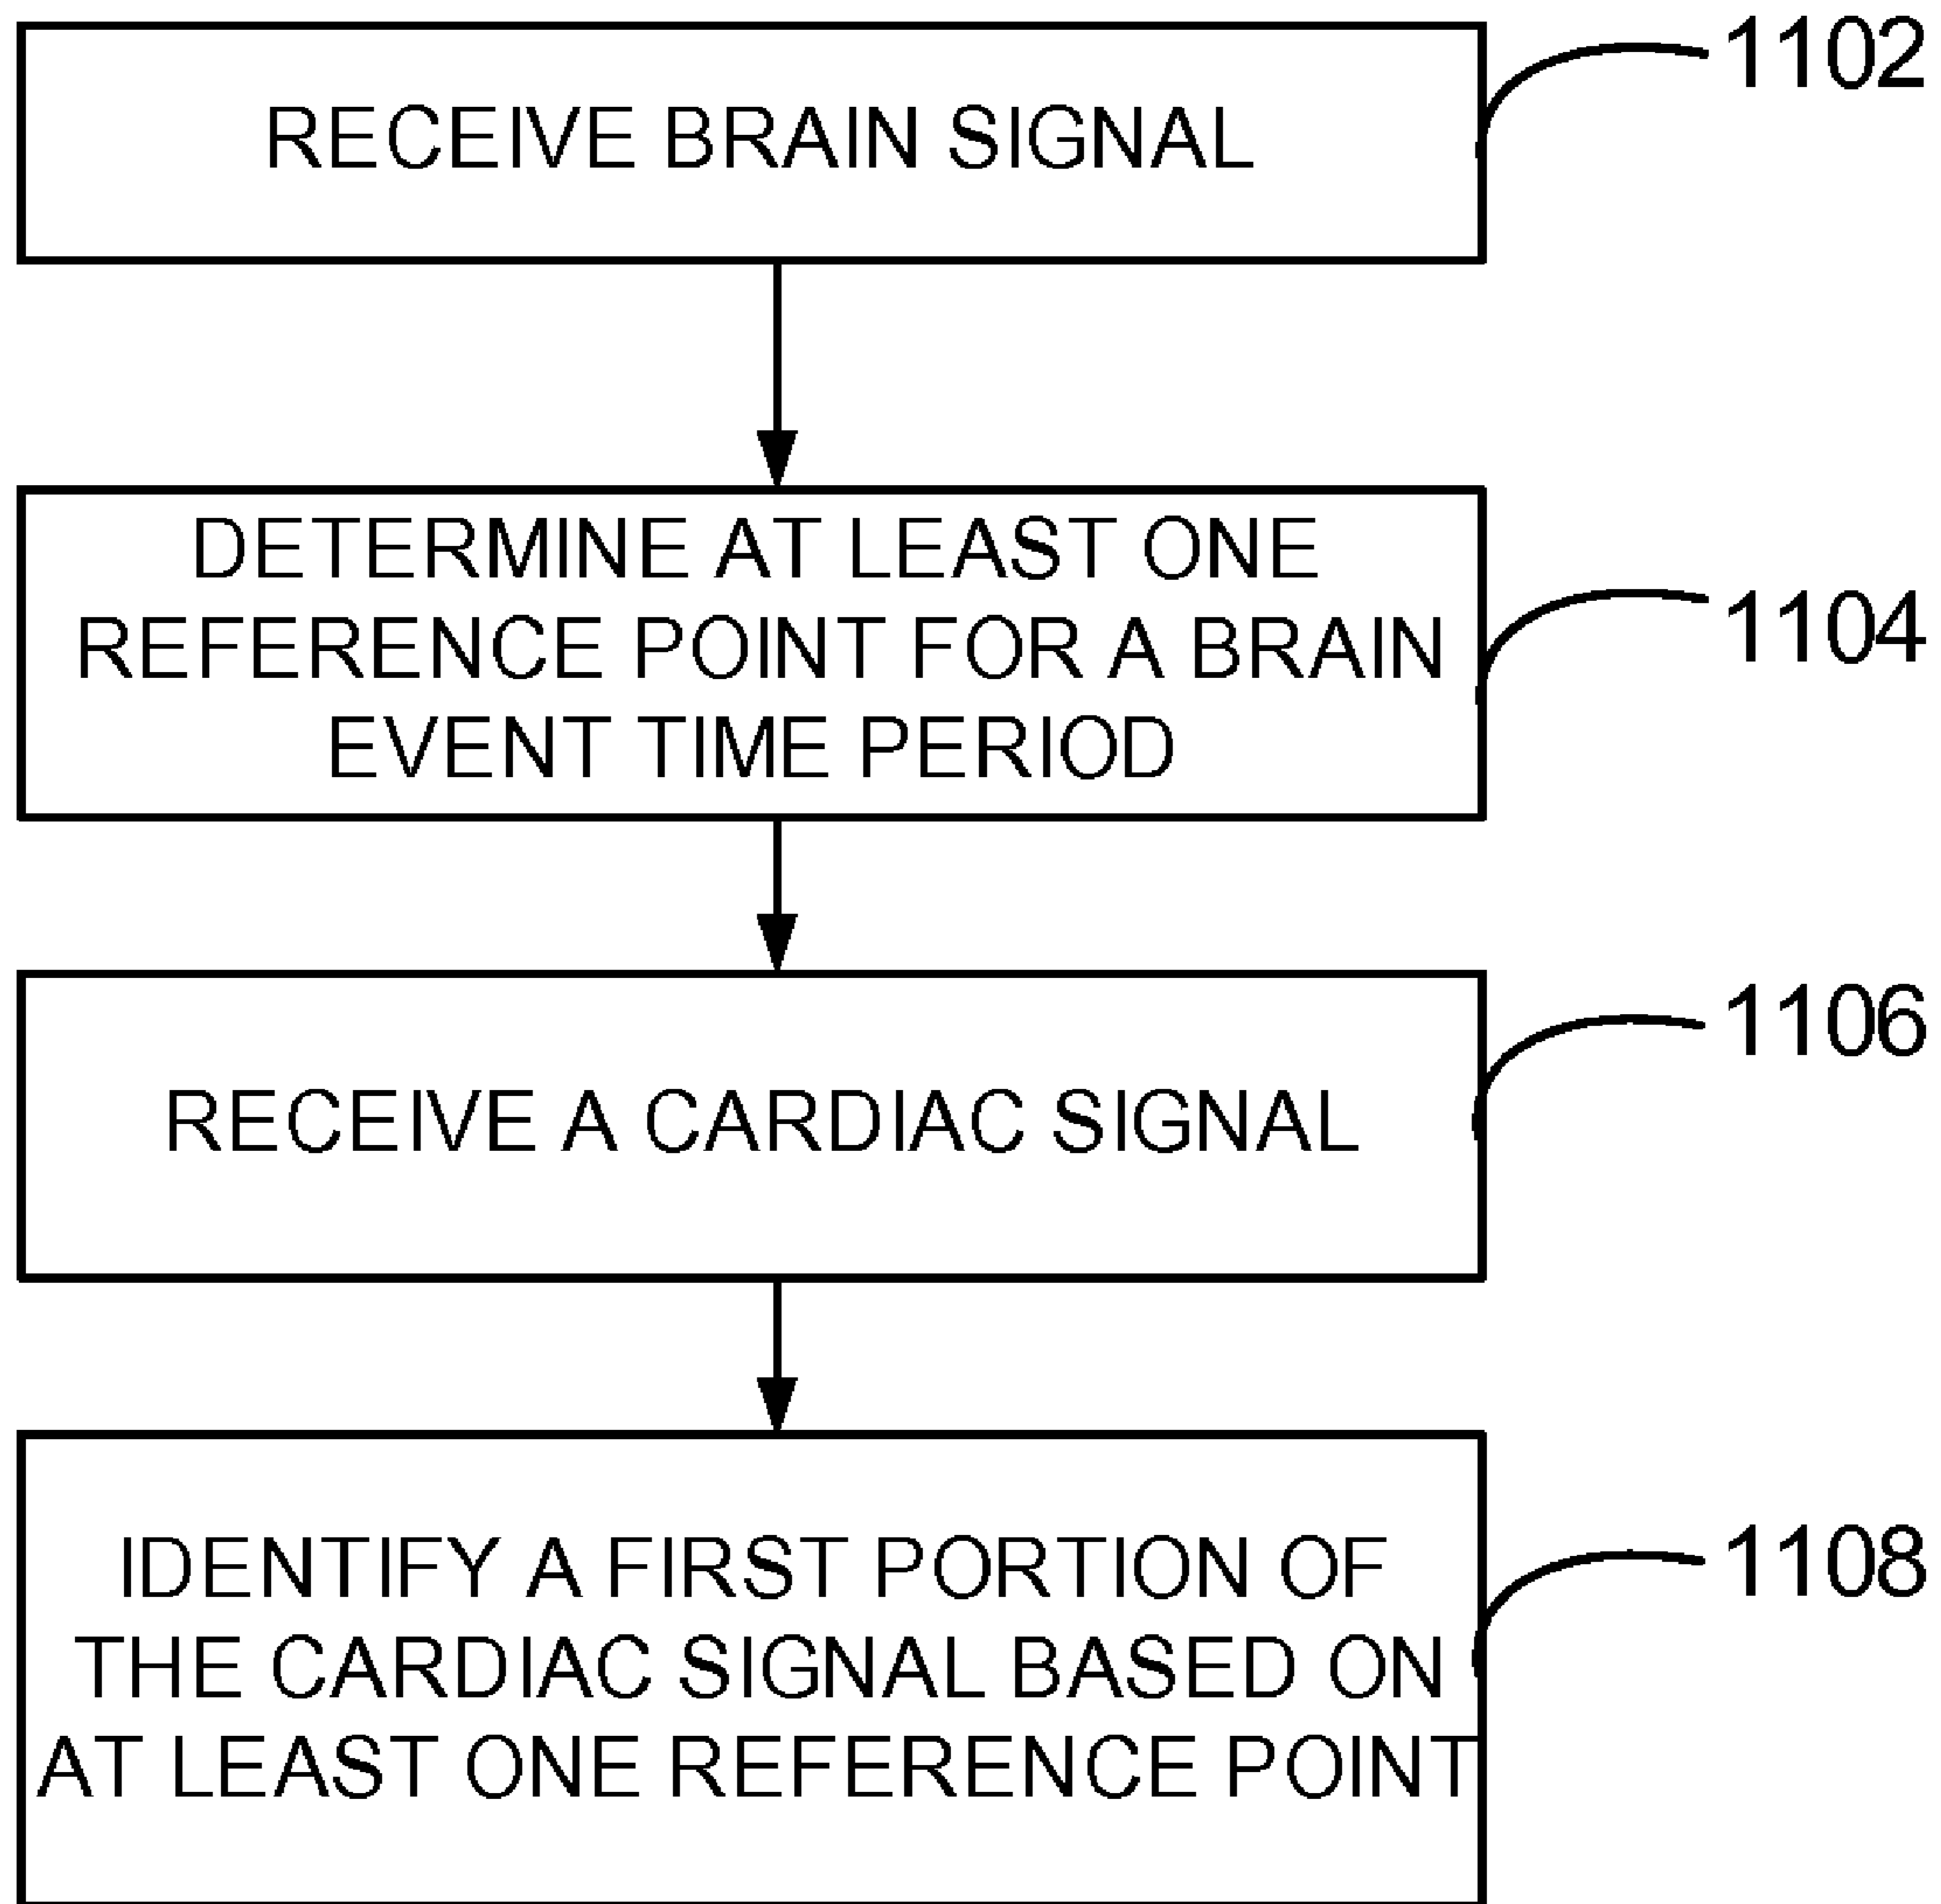 RECEIVE BRAIN SIGNAL
1102
DETERMINE AT LEAST ONE
REFERENCE POINT FOR A BRAIN
EVENT TIME PERIOD
1104
RECEIVE A CARDIAC SIGNAL
1106
IDENTIFY A FIRST PORTION OF
THE CARDIAC SIGNAL BASED ON
AT LEAST ONE REFERENCE POINT
1108